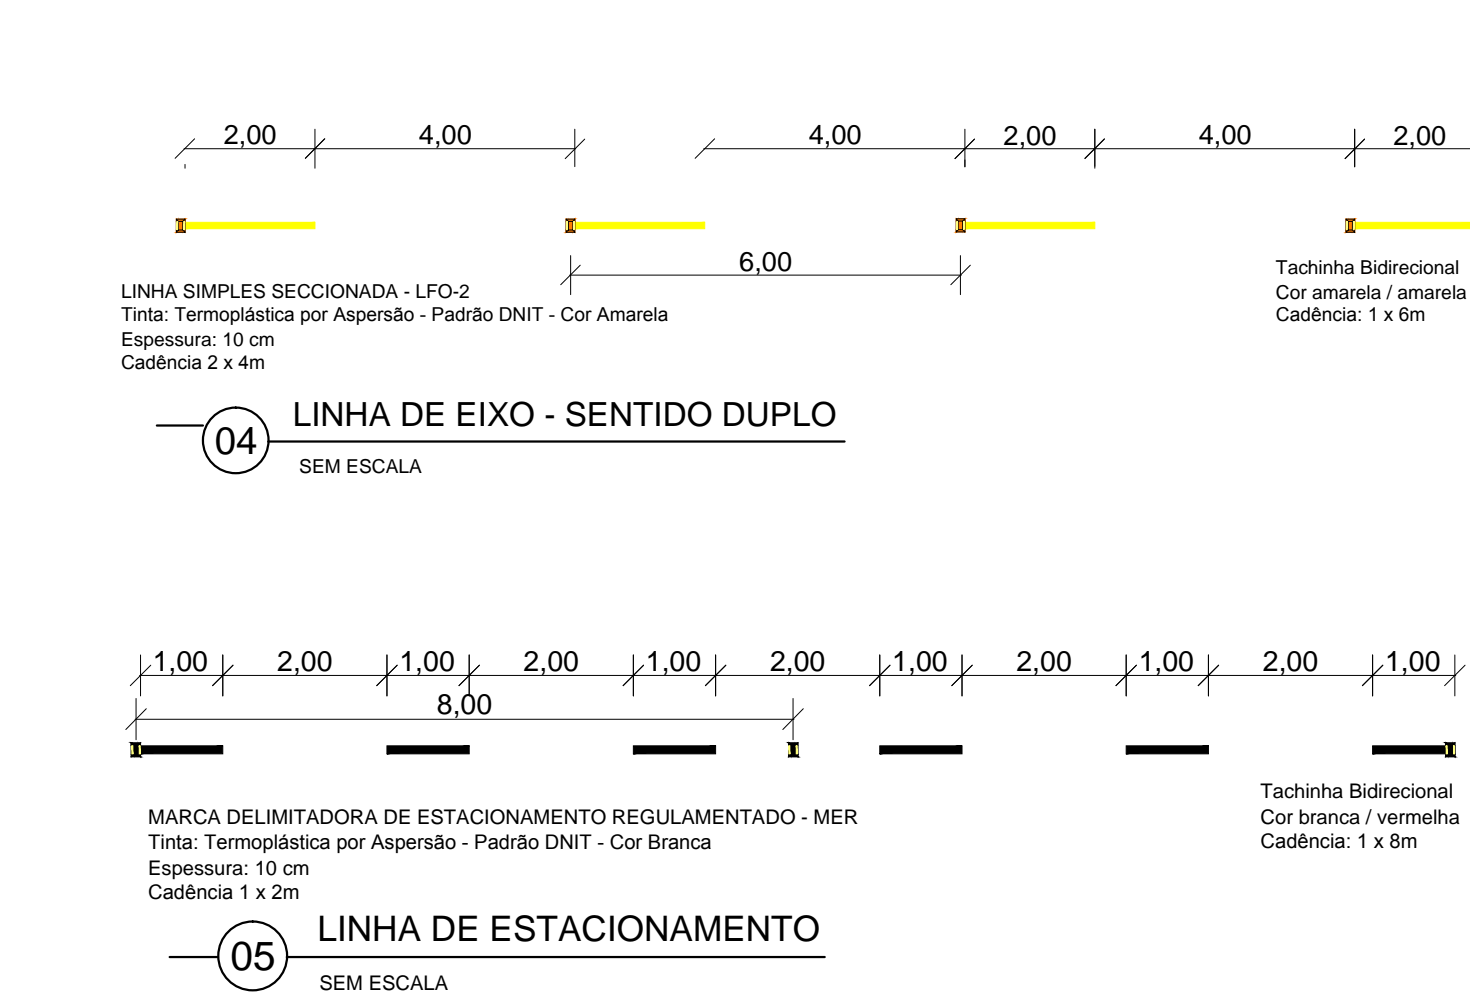 2,00 4,00 4,00 2,00 4,00 2,00
6,00
LINHA SIMPLES SECCIONADA - LFO-2
Tinta: Termoplástica por Aspersão - Padrão DNIT - Cor Amarela
Espessura: 10 cm
Cadência 2 x 4m
Tachinha Bidirecional
Cor amarela / amarela
Cadência: 1 x 6m
04
LINHA DE EIXO - SENTIDO DUPLO
SEM ESCALA
1,00 2,00 1,00 2,00 1,00 2,00 1,00 2,00 1,00 2,00 1,00
8,00
MARCA DELIMITADORA DE ESTACIONAMENTO REGULAMENTADO - MER
Tinta: Termoplástica por Aspersão - Padrão DNIT - Cor Branca
Espessura: 10 cm
Cadência 1 x 2m
Tachinha Bidirecional
Cor branca / vermelha
Cadência: 1 x 8m
05
LINHA DE ESTACIONAMENTO
SEM ESCALA